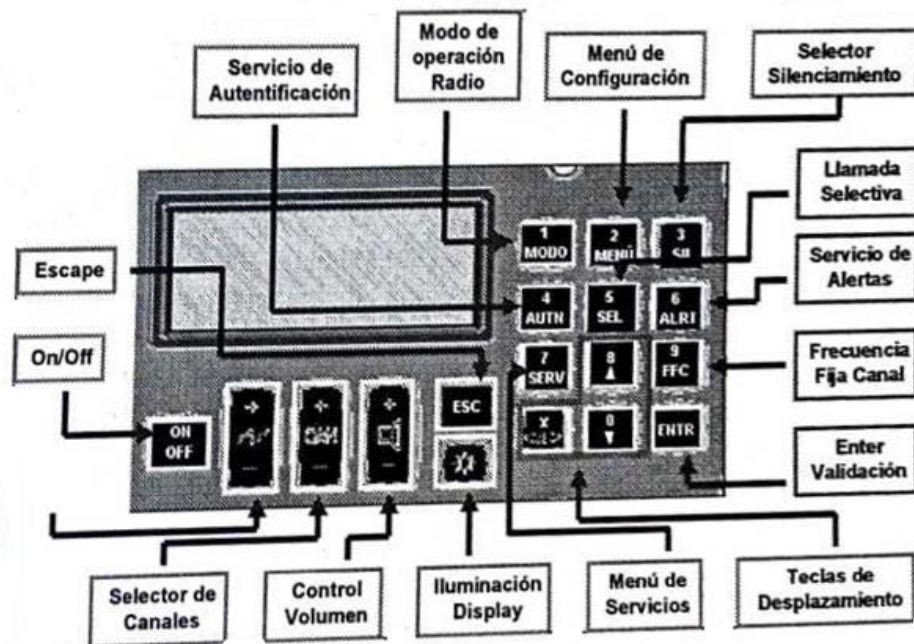 Modo de
operación
Radio
Servicio de
Autentificación
Menú de
Configuración
Selector
Silenciamiento
Llamada
Selectiva
Escape
Servicio de
Alertas
On/Off
Frecuencia
Fija Canal
Enter
Validación
1
MODO
2
MENÚ
3
SIL
4
AUTN
5
SEL
6
ALRT
7
SERV
8
9
FFC
0
ENTR
ESC
ON
OFF
Selector de
Canales
Control
Volumen
Iluminación
Display
Menú de
Servicios
Teclas de
Desplazamiento